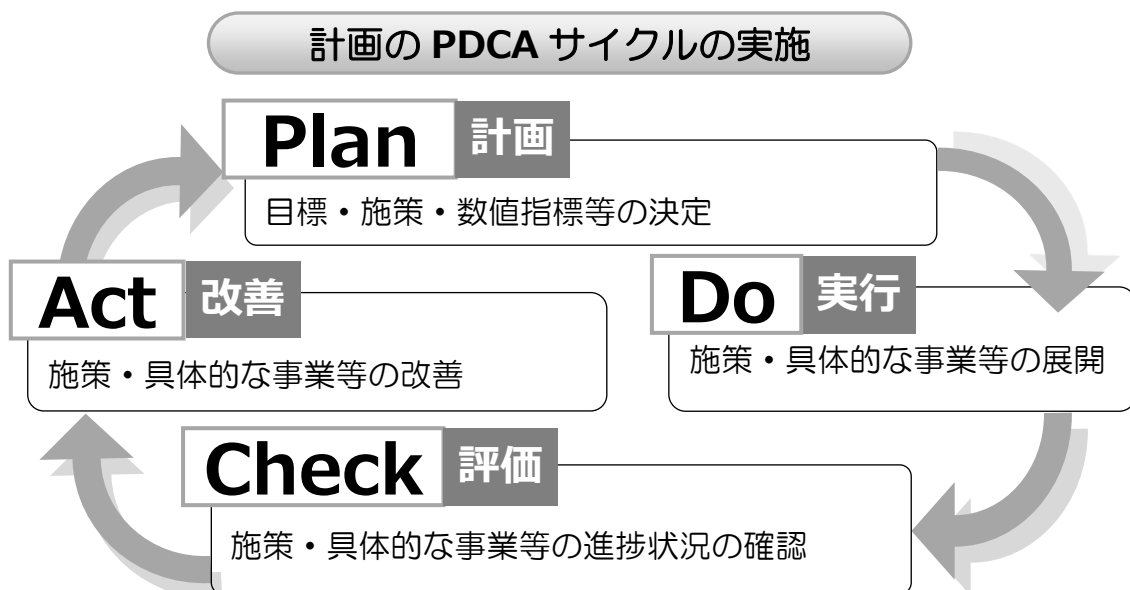 計画の PDCA サイクルの実施
Plan 計画
目標・施策・数値指標等の決定
Do 実行
施策・具体的な事業等の展開
Check 評価
施策・具体的な事業等の進捗状況の確認
Act 改善
施策・具体的な事業等の改善